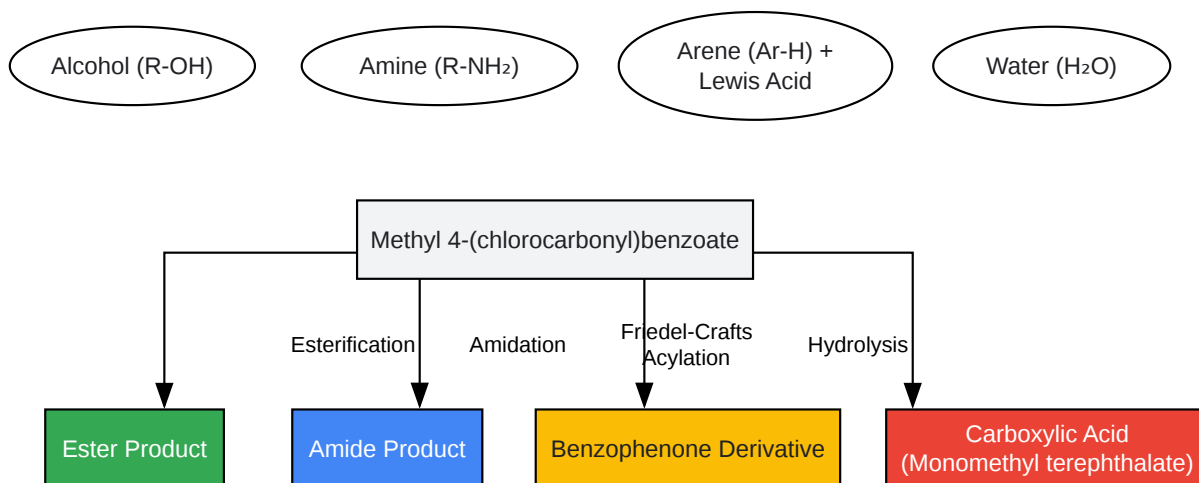 Alcohol (R-OH)
Amine (R-NH₂)
Arene (Ar-H) +
Lewis Acid
Water (H₂O)
Methyl 4-(chlorocarbonyl)benzoate
Esterification
Amidation
Friedel-Crafts
Acylation
Hydrolysis
Ester Product
Amide Product
Benzophenone Derivative
Carboxylic Acid
(Monomethyl terephthalate)